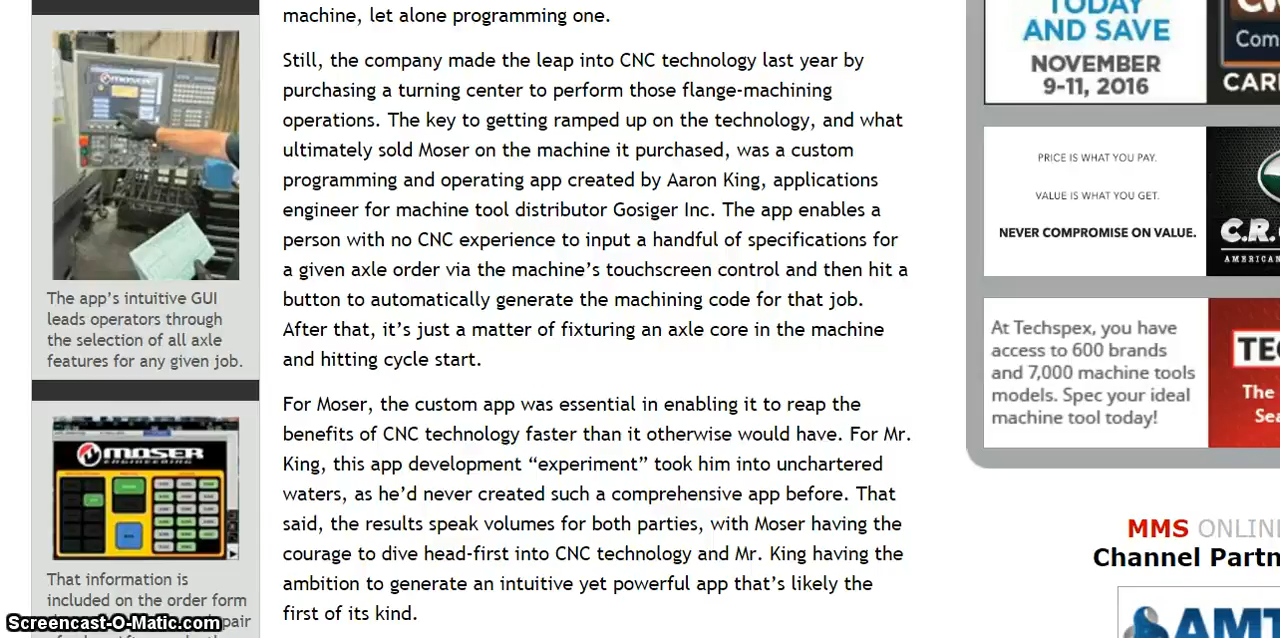 machine, let alone programming one.
Still, the company made the leap into CNC technology last year by
purchasing a turning center to perform those flange-machining
operations. The key to getting ramped up on the technology, and what
ultimately sold Moser on the machine it purchased, was a custom
programming and operating app created by Aaron King, applications
engineer for machine tool distributor Gosiger Inc. The app enables a
person with no CNC experience to input a handful of specifications for
a given axle order via the machine’s touchscreen control and then hit a
button to automatically generate the machining code for that job.
After that, it’s just a matter of fixturing an axle core in the machine
and hitting cycle start.
For Moser, the custom app was essential in enabling it to reap the
benefits of CNC technology faster than it otherwise would have. For Mr.
King, this app development “experiment” took him into unchartered
waters, as he’d never created such a comprehensive app before. That
said, the results speak volumes for both parties, with Moser having the
courage to dive head-first into CNC technology and Mr. King having the
ambition to generate an intuitive yet powerful app that’s likely the
first of its kind.
MOSER
The app’s intuitive GUI
leads operators through
the selection of all axle
features for any given job.
MOSER
ENGINEERING
That information is
included on the order form
pair
Screencast-O-Matic.com
TODAY
AND SAVE
NOVEMBER
9-11, 2016
Com
CAR
PRICE IS WHAT YOU PAY.
VALUE IS WHAT YOU GET.
NEVER COMPROMISE ON VALUE.
C.R.
AMERICAN
At Techspex, you have
access to 600 brands
and 7,000 machine tools
models. Spec your ideal
machine tool today!
TE
The
Sea
MMS ONLINE
Channel Partn
AMT